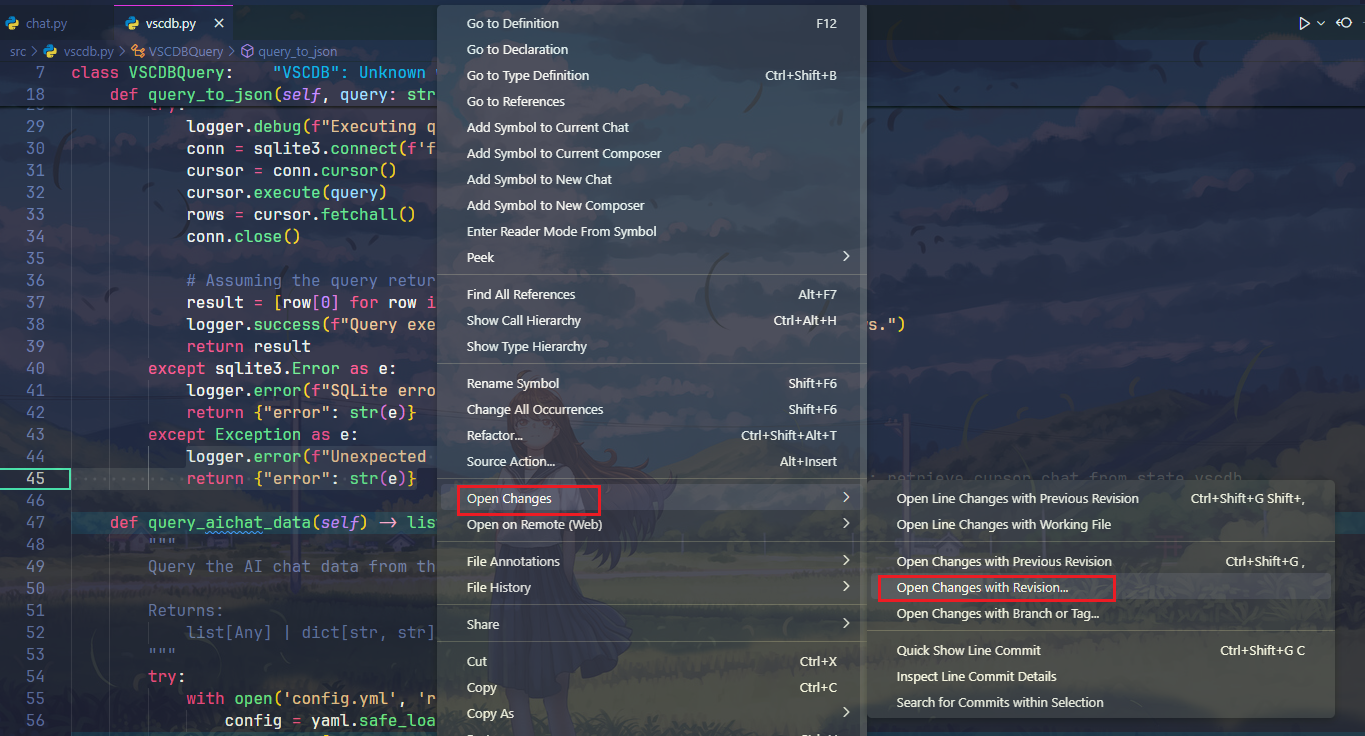 chat.py
vscdb.py
src > vscdb.py > VSCDBQuery > query_to_json
7 class VSCDBQuery: "VSCDB": Unknown
18 def query_to_json(self, query: str
try:
29 logger.debug(f"Executing q
30 conn = sqlite3.connect(f'f
31 cursor = conn.cursor()
32 cursor.execute(query)
33 rows = cursor.fetchall()
34 conn.close()
35
36 # Assuming the query retur
37 result = [row[0] for row i
38 logger.success(f"Query exe s.")
39 return result
40 except sqlite3.Error as e:
41 logger.error(f"SQLite erro
42 return {"error": str(e)}
43 except Exception as e:
44 logger.error(f"Unexpected
45 return {"error": str(e)}
: retrieve cursor chat from state.vscdb
46
47 def query_aichat_data(self) -> lis
48 """
49 Query the AI chat data from th
50
51 Returns:
52 list[Any] | dict[str, str]
53 """
54 try:
55 with open('config.yml', 'r
56 config = yaml.safe_loa
Go to Definition F12
Go to Declaration
Go to Type Definition Ctrl+Shift+B
Go to References
Add Symbol to Current Chat
Add Symbol to Current Composer
Add Symbol to New Chat
Add Symbol to New Composer
Enter Reader Mode From Symbol
Peek
Find All References Alt+F7
Show Call Hierarchy Ctrl+Alt+H
Show Type Hierarchy
Rename Symbol Shift+F6
Change All Occurrences Shift+F6
Refactor... Ctrl+Shift+Alt+T
Source Action... Alt+Insert
Open Changes
Open on Remote (Web)
File Annotations
File History
Share
Cut Ctrl+X
Copy Ctrl+C
Copy As
Open Line Changes with Previous Revision Ctrl+Shift+G Shift+,
Open Line Changes with Working File
Open Changes with Previous Revision Ctrl+Shift+G ,
Open Changes with Revision...
Open Changes with Branch or Tag...
Quick Show Line Commit Ctrl+Shift+G C
Inspect Line Commit Details
Search for Commits within Selection